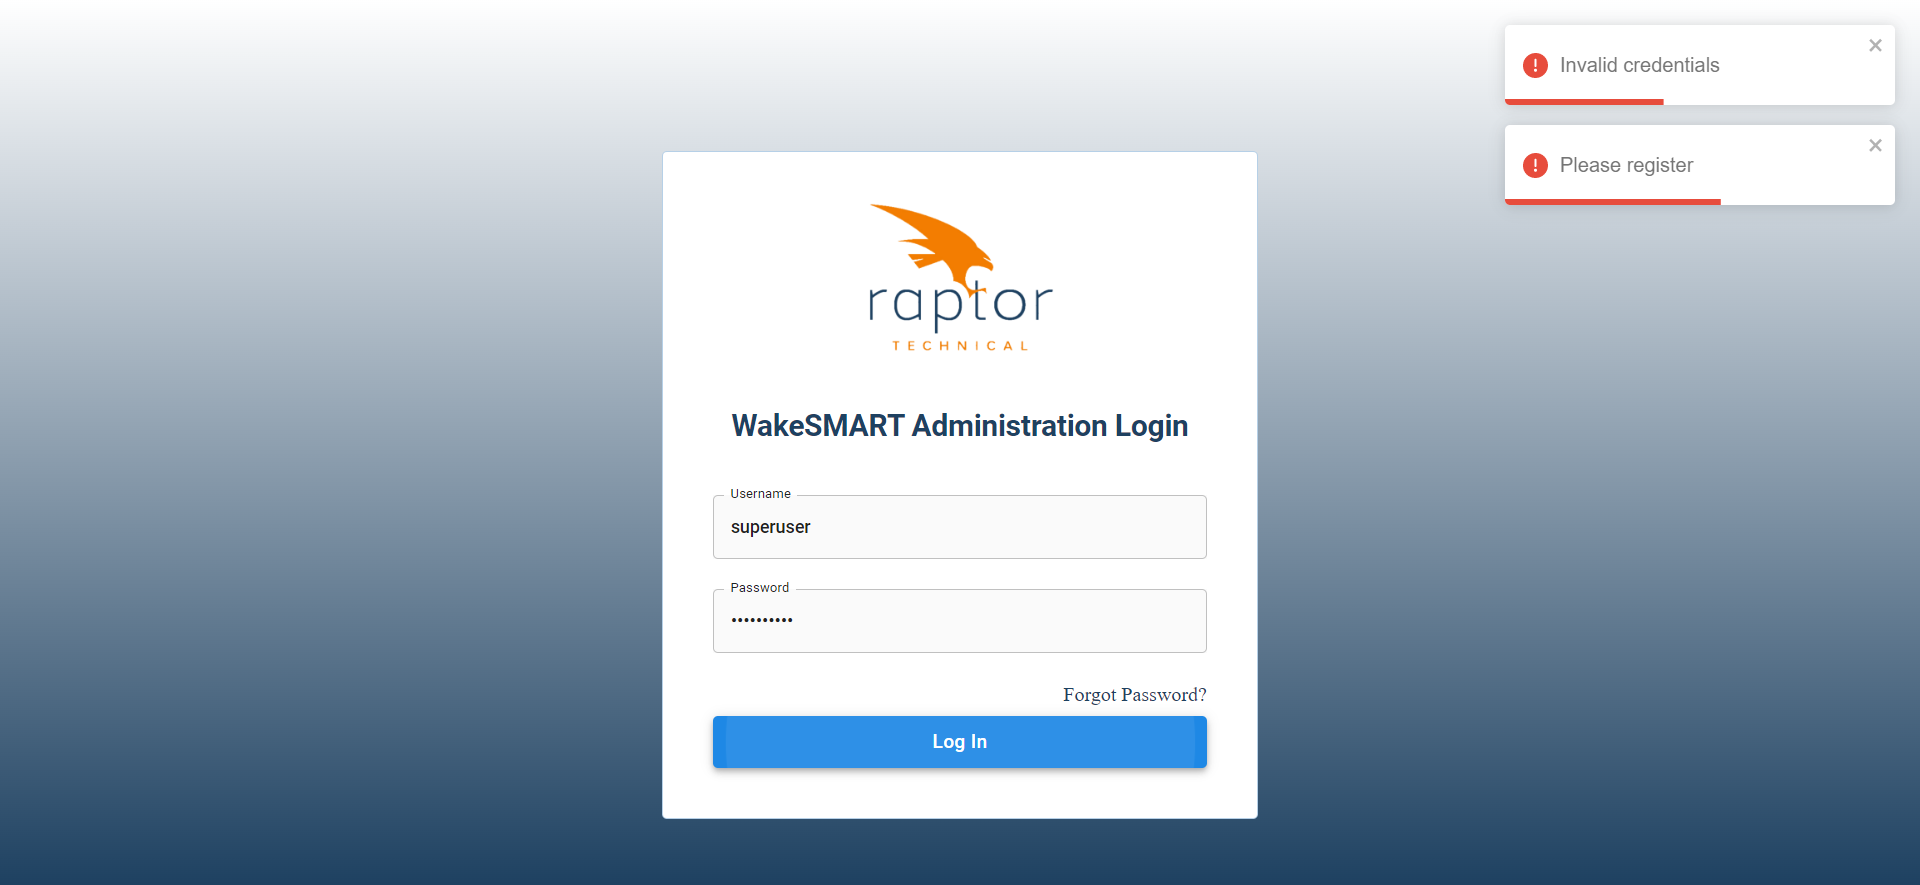 Invalid credentials
Please register
raptor
TECHNICAL
WakeSMART Administration Login
Username
superuser
Password
••••••••••
Forgot Password?
Log In